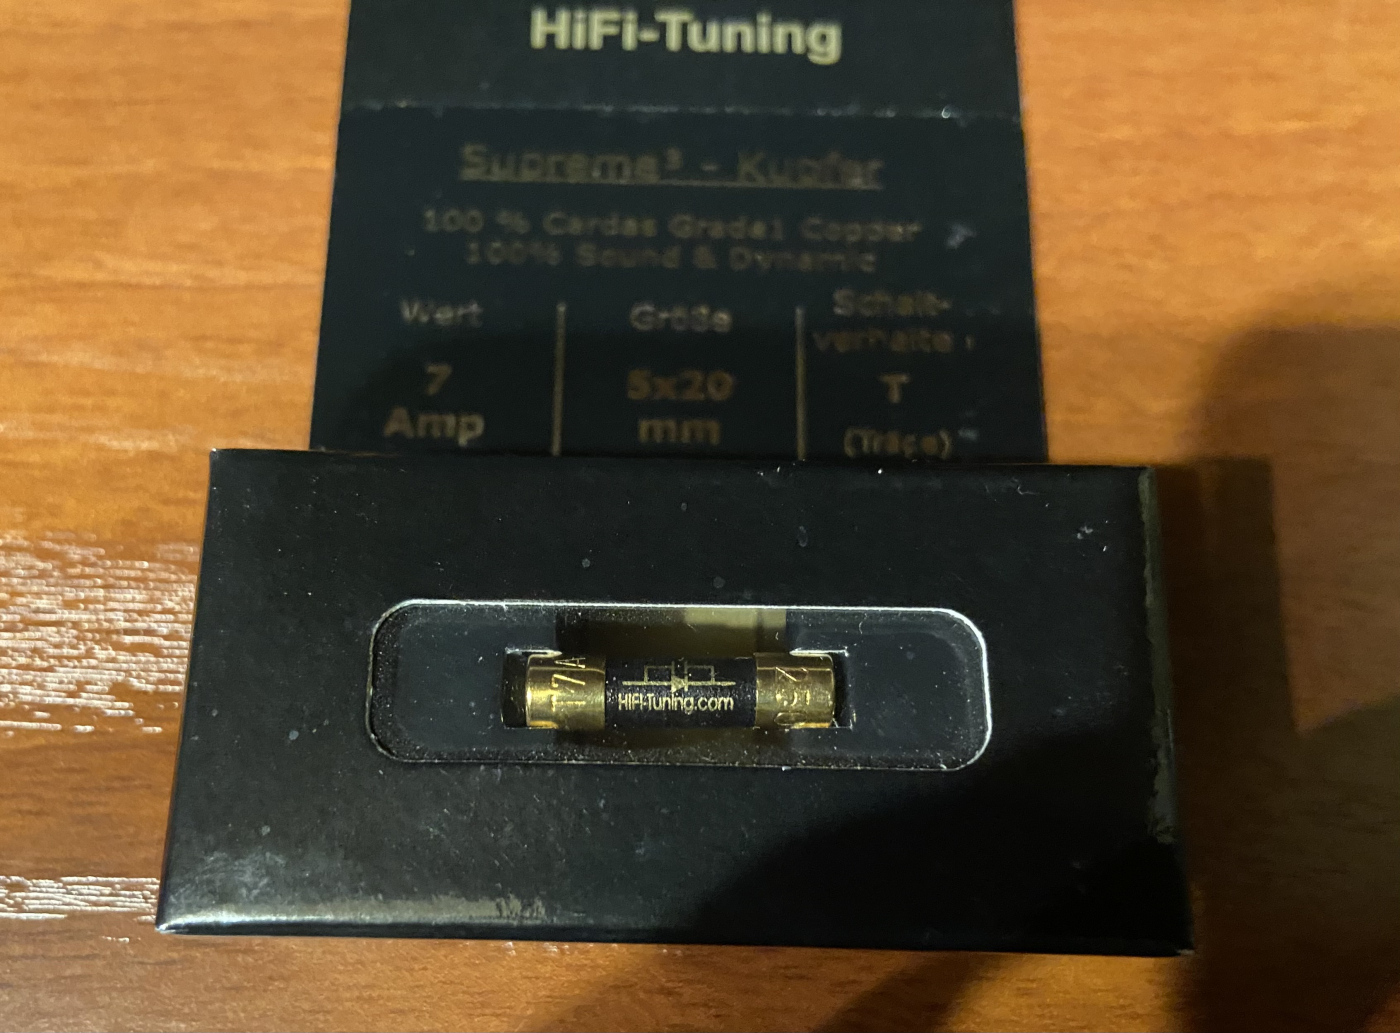 HiFi-Tuning
Supreme³ - Kupfer
100 % Cardas Grade1 Copper
100% Sound & Dynamic
Wert Größe Schalt-
verhalte
7 5x20 T
Amp mm (Träge)
T7A
HiFi-Tuning.com